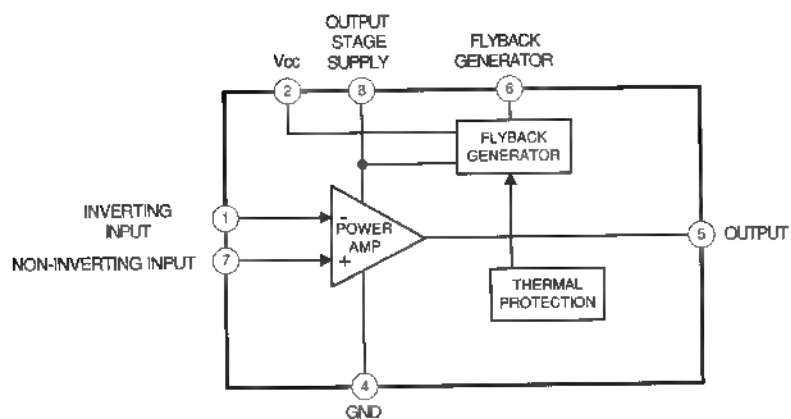 OUTPUT
STAGE
SUPPLY
FLYBACK
GENERATOR
Vcc
2
8
6
FLYBACK
GENERATOR
INVERTING
INPUT
1
-
POWER
AMP
5
OUTPUT
NON-INVERTING INPUT
7
+
THERMAL
PROTECTION
4
GND